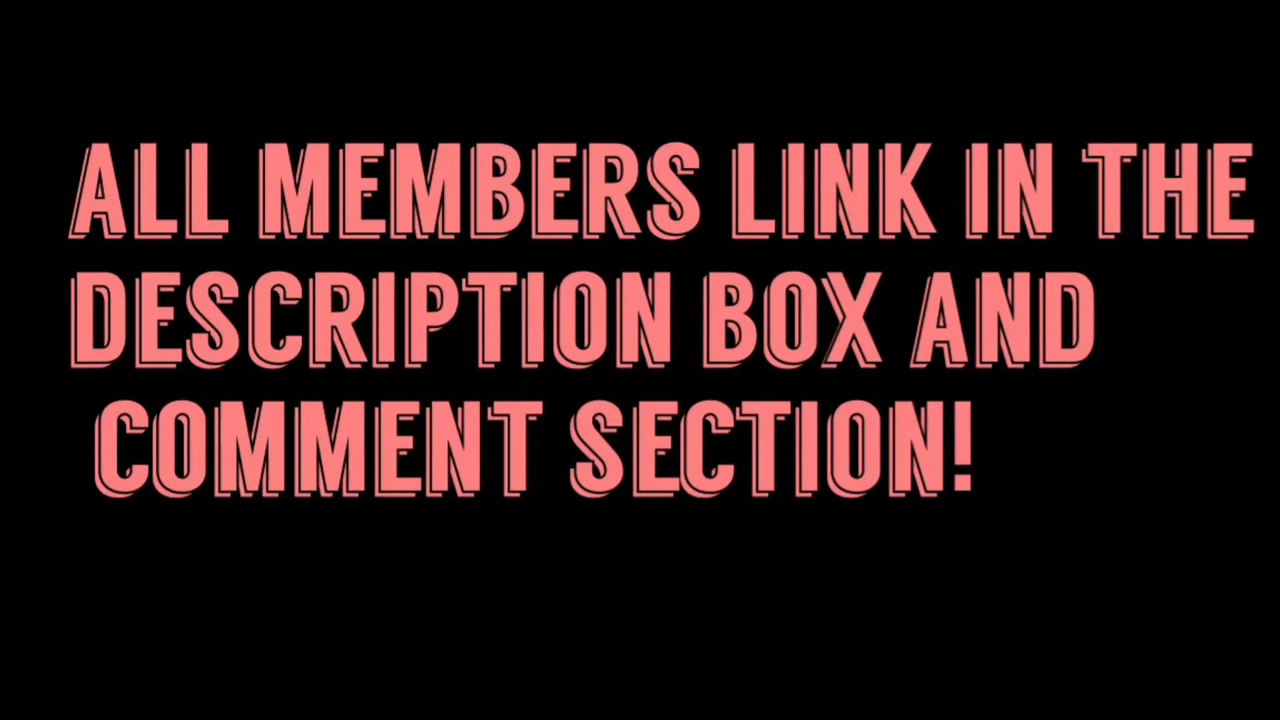 ALL MEMBERS LINK IN THE
DESCRIPTION BOX AND
COMMENT SECTION!